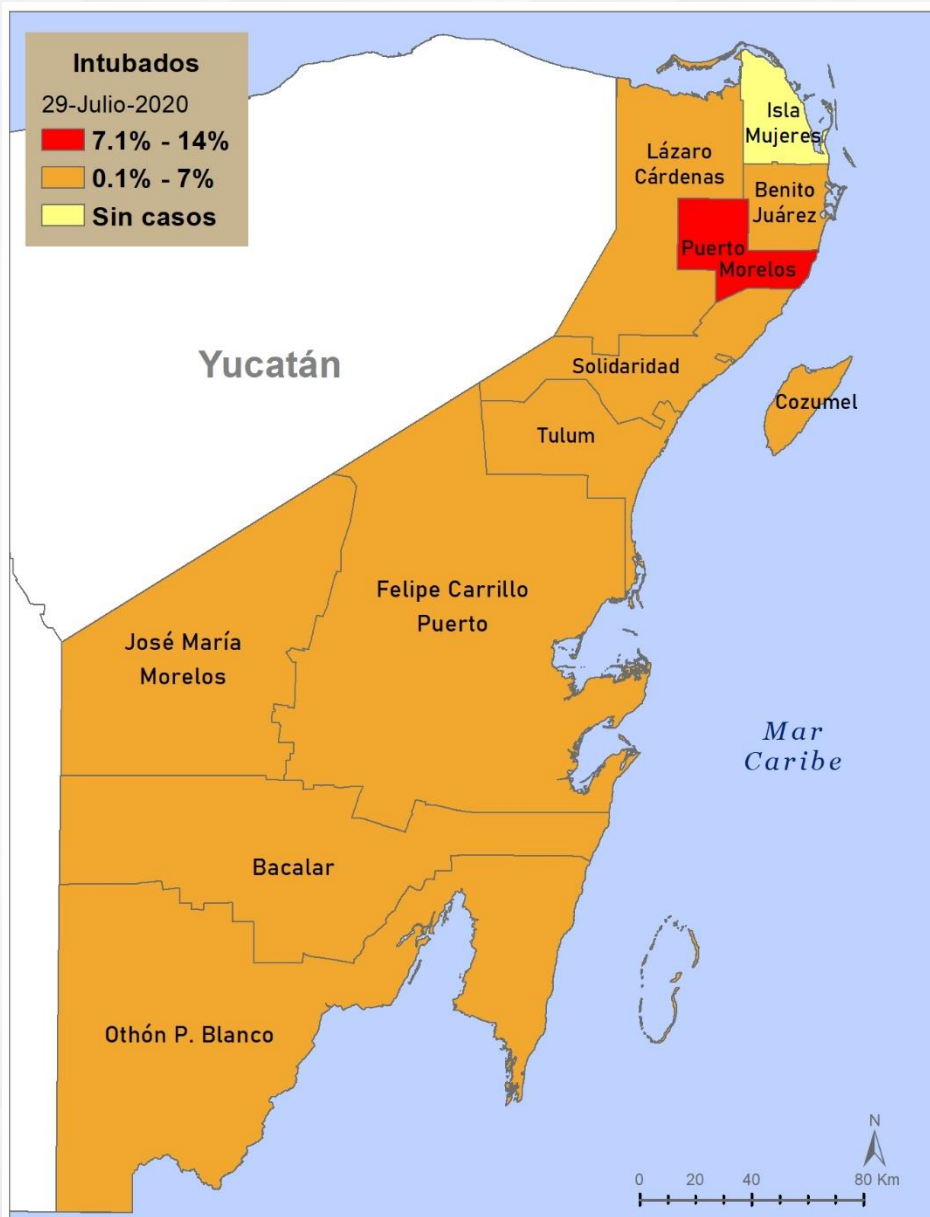 Intubados
29-Julio-2020
7.1% - 14%
0.1% - 7%
Sin casos
Isla
Mujeres
Lázaro
Cárdenas
Benito
Juárez
Puerto
Morelos
Yucatán
Solidaridad
Cozumel
Tulum
Felipe Carrillo
Puerto
José María
Morelos
Mar
Caribe
Bacalar
Othón P. Blanco
N
0 20 40 80 Km